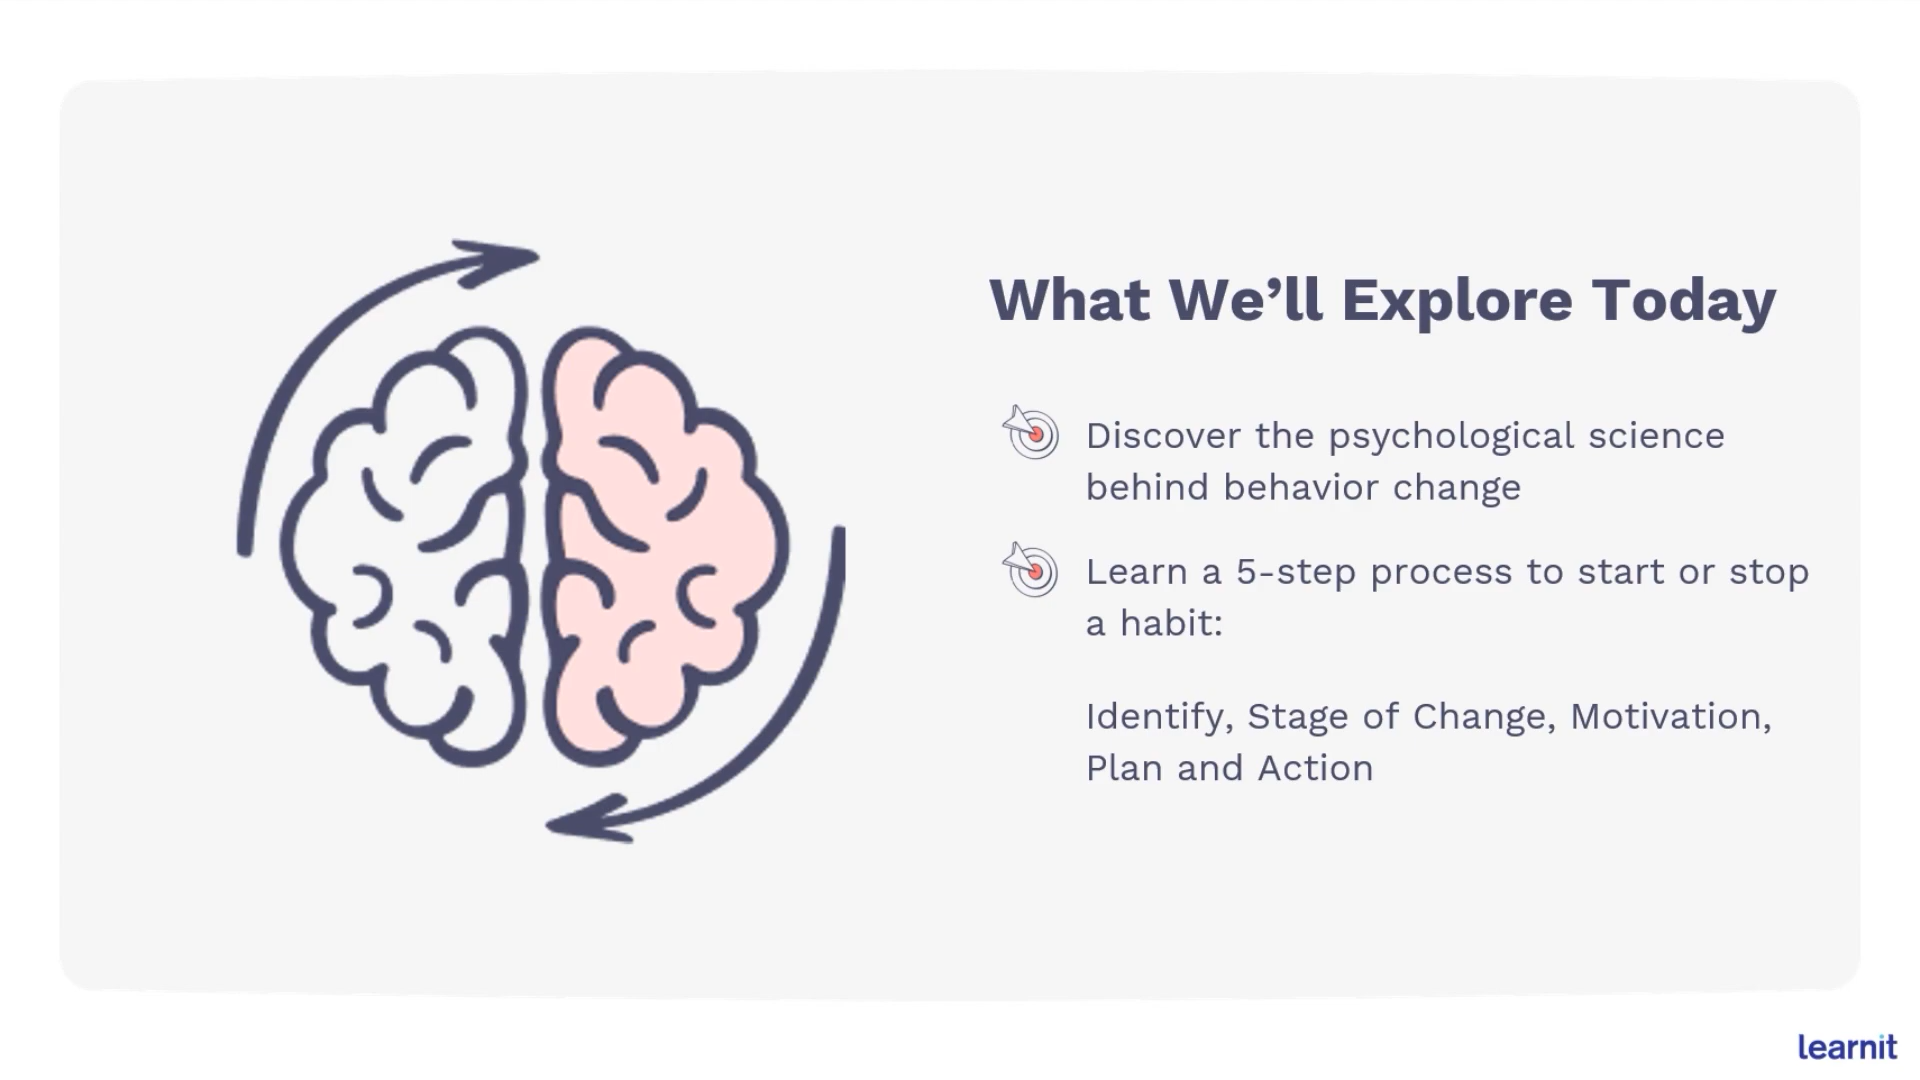 What We’ll Explore Today
Discover the psychological science
behind behavior change
Learn a 5-step process to start or stop
a habit:
Identify, Stage of Change, Motivation,
Plan and Action
learnit